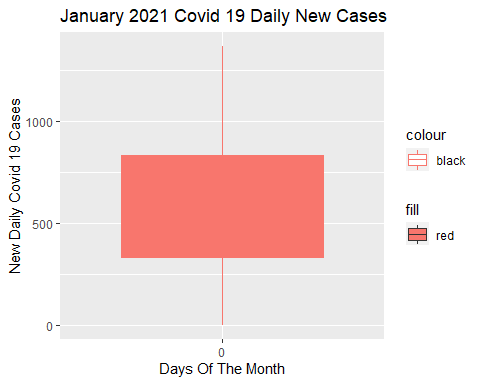 January 2021 Covid 19 Daily New Cases
New Daily Covid 19 Cases
1000
500
0
0
Days Of The Month
colour
black
fill
red